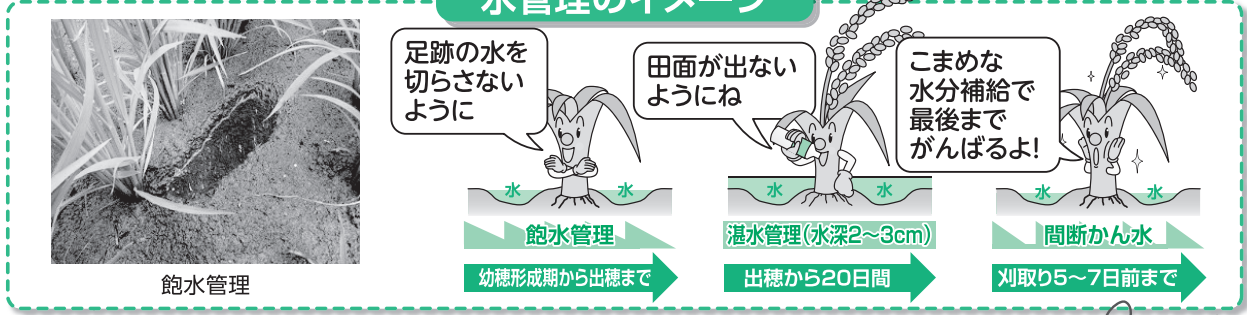 水管理のイメージ
足跡の水を
切らさない
ように
田面が出ない
ようにね
こまめな
水分補給で
最後まで
がんばるよ!
水
水
水
水
水
水
飽水管理
湛水管理(水深2〜3cm)
間断かん水
幼穂形成期から出穂まで
出穂から20日間
刈取り5〜7日前まで
飽水管理